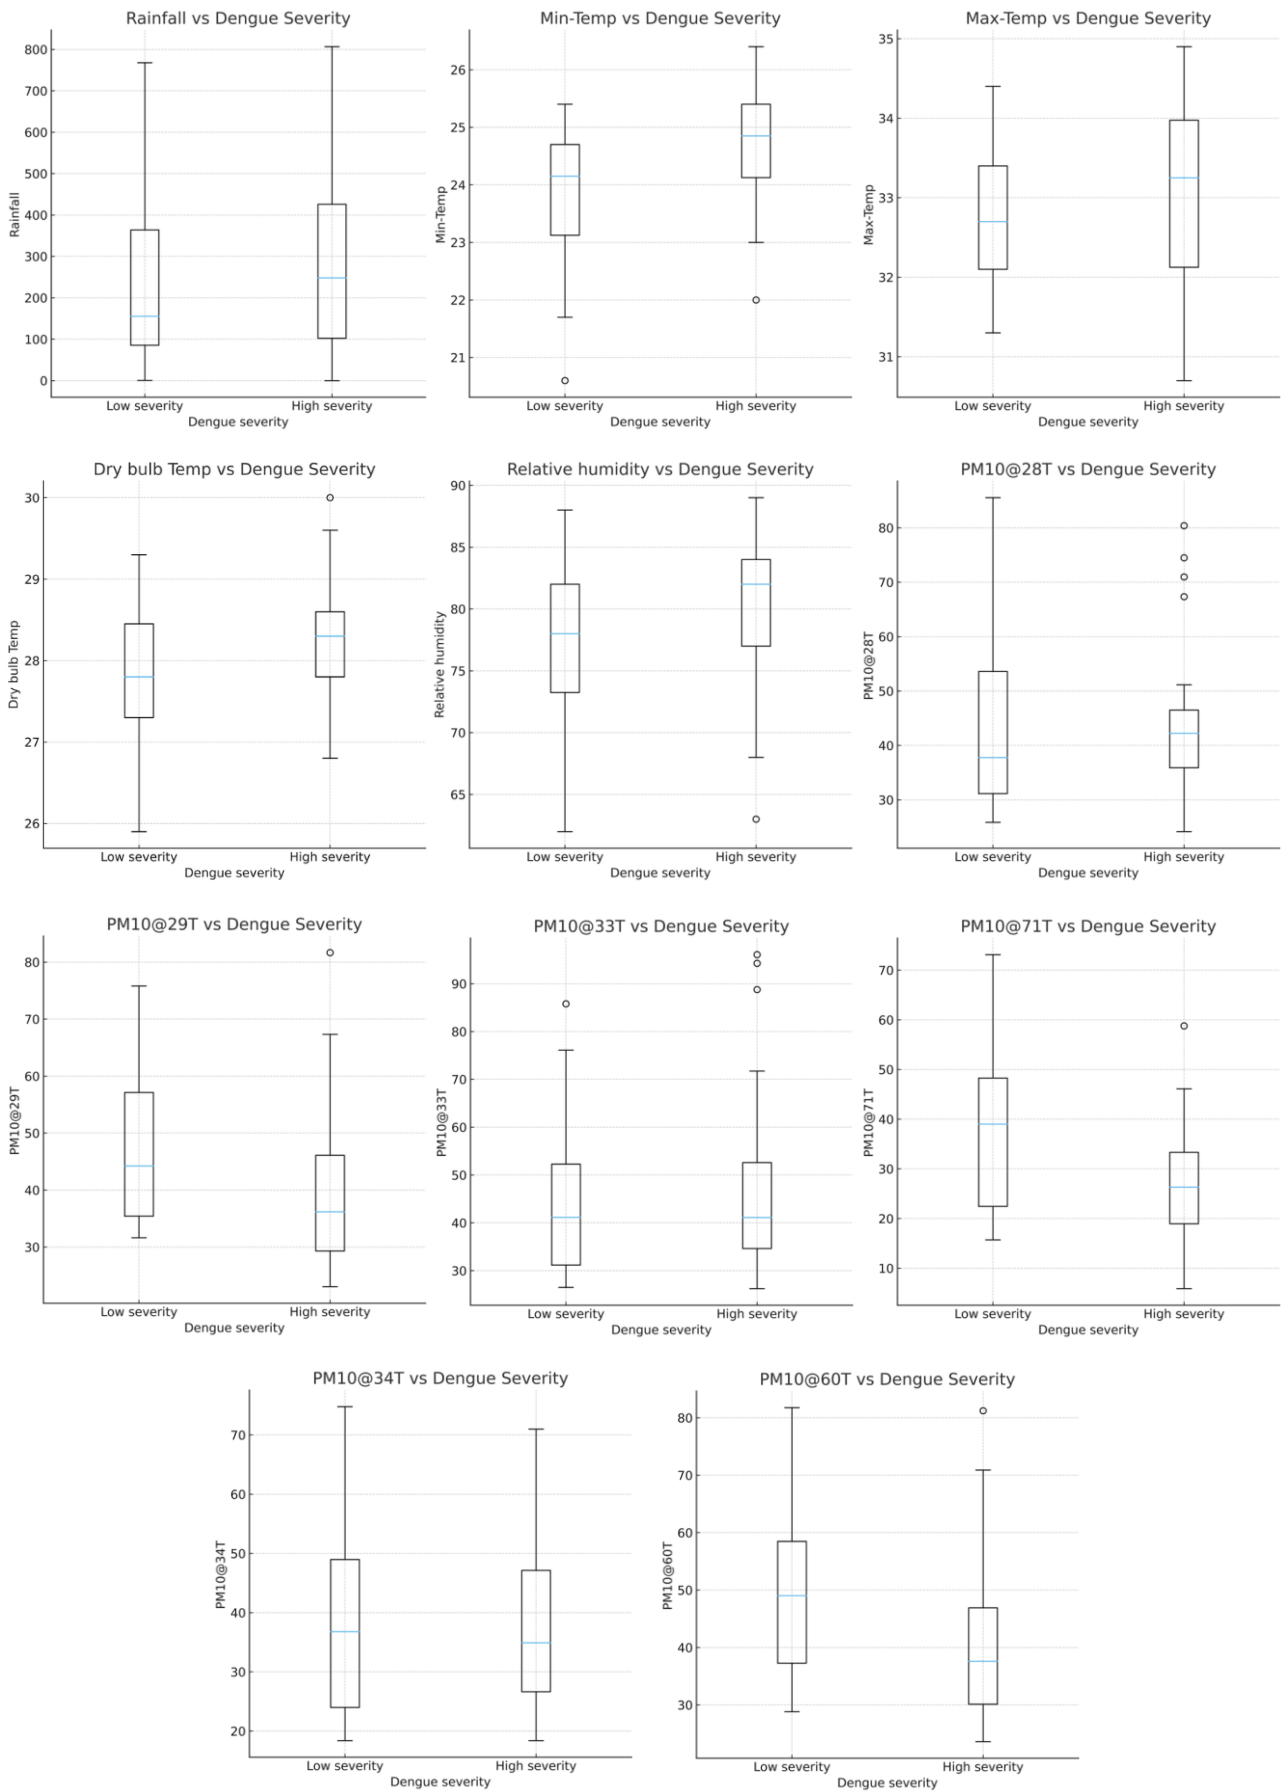 Rainfall vs Dengue Severity
800
700
600
500
400
300
200
100
0
Rainfall
Low severity
High severity
Dengue severity
Min-Temp vs Dengue Severity
26
25
24
23
22
21
Min-Temp
Low severity
High severity
Dengue severity
Max-Temp vs Dengue Severity
35
34
33
32
31
Max-Temp
Low severity
High severity
Dengue severity
Dry bulb Temp vs Dengue Severity
30
29
28
27
26
Dry bulb Temp
Low severity
High severity
Dengue severity
Relative humidity vs Dengue Severity
90
85
80
75
70
65
Relative humidity
Low severity
High severity
Dengue severity
PM10@28T vs Dengue Severity
80
70
60
50
40
30
PM10@28T
Low severity
High severity
Dengue severity
PM10@29T vs Dengue Severity
80
70
60
50
40
30
PM10@29T
Low severity
High severity
Dengue severity
PM10@33T vs Dengue Severity
90
80
70
60
50
40
30
PM10@33T
Low severity
High severity
Dengue severity
PM10@71T vs Dengue Severity
70
60
50
40
30
20
10
PM10@71T
Low severity
High severity
Dengue severity
PM10@34T vs Dengue Severity
70
60
50
40
30
20
PM10@34T
Low severity
High severity
Dengue severity
PM10@60T vs Dengue Severity
80
70
60
50
40
30
PM10@60T
Low severity
High severity
Dengue severity